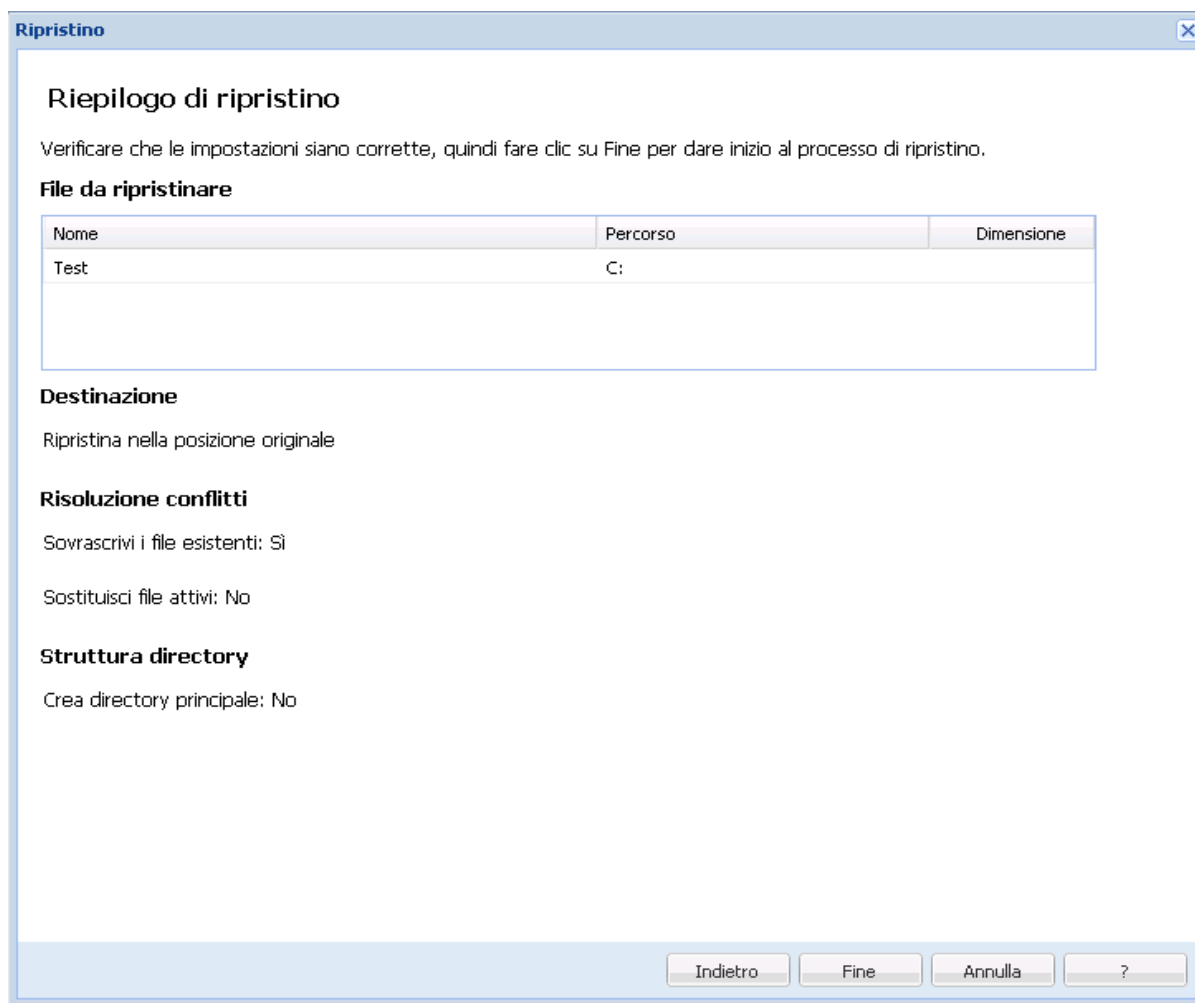 Ripristino
Riepilogo di ripristino
Verificare che le impostazioni siano corrette, quindi fare clic su Fine per dare inizio al processo di ripristino.
File da ripristinare
Nome Percorso Dimensione
Test C:
Destinazione
Ripristina nella posizione originale
Risoluzione conflitti
Sovrascrivi i file esistenti: Sì
Sostituisci file attivi: No
Struttura directory
Crea directory principale: No
Indietro Fine Annulla ?